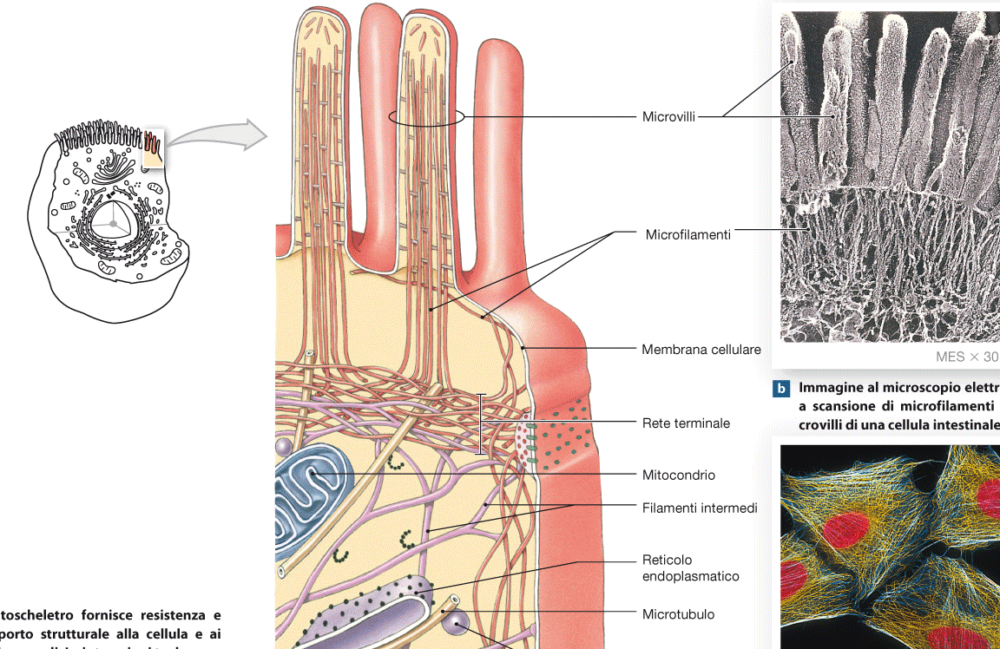 Microvilli
Microfilamenti
Membrana cellulare
Rete terminale
Mitocondrio
Filamenti intermedi
Reticolo
endoplasmatico
Microtubulo
MES × 30
b Immagine al microscopio elettr
a scansione di microfilamenti
crovilli di una cellula intestinale
toscheletro fornisce resistenza e
porto strutturale alla cellula e ai